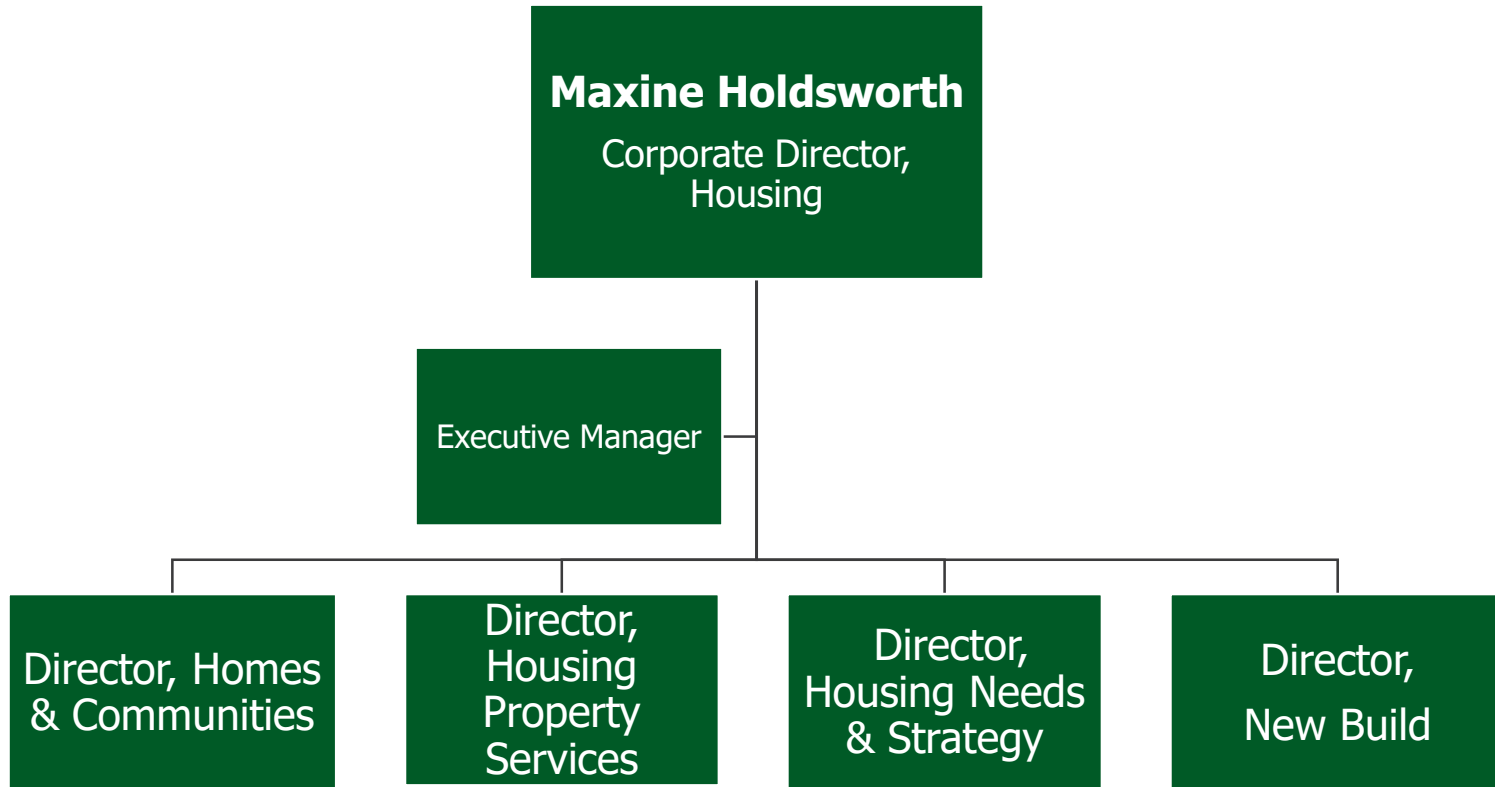 Maxine Holdsworth
Corporate Director,
Housing
Executive Manager
Director, Homes
& Communities
Director,
Housing
Property
Services
Director,
Housing Needs
& Strategy
Director,
New Build